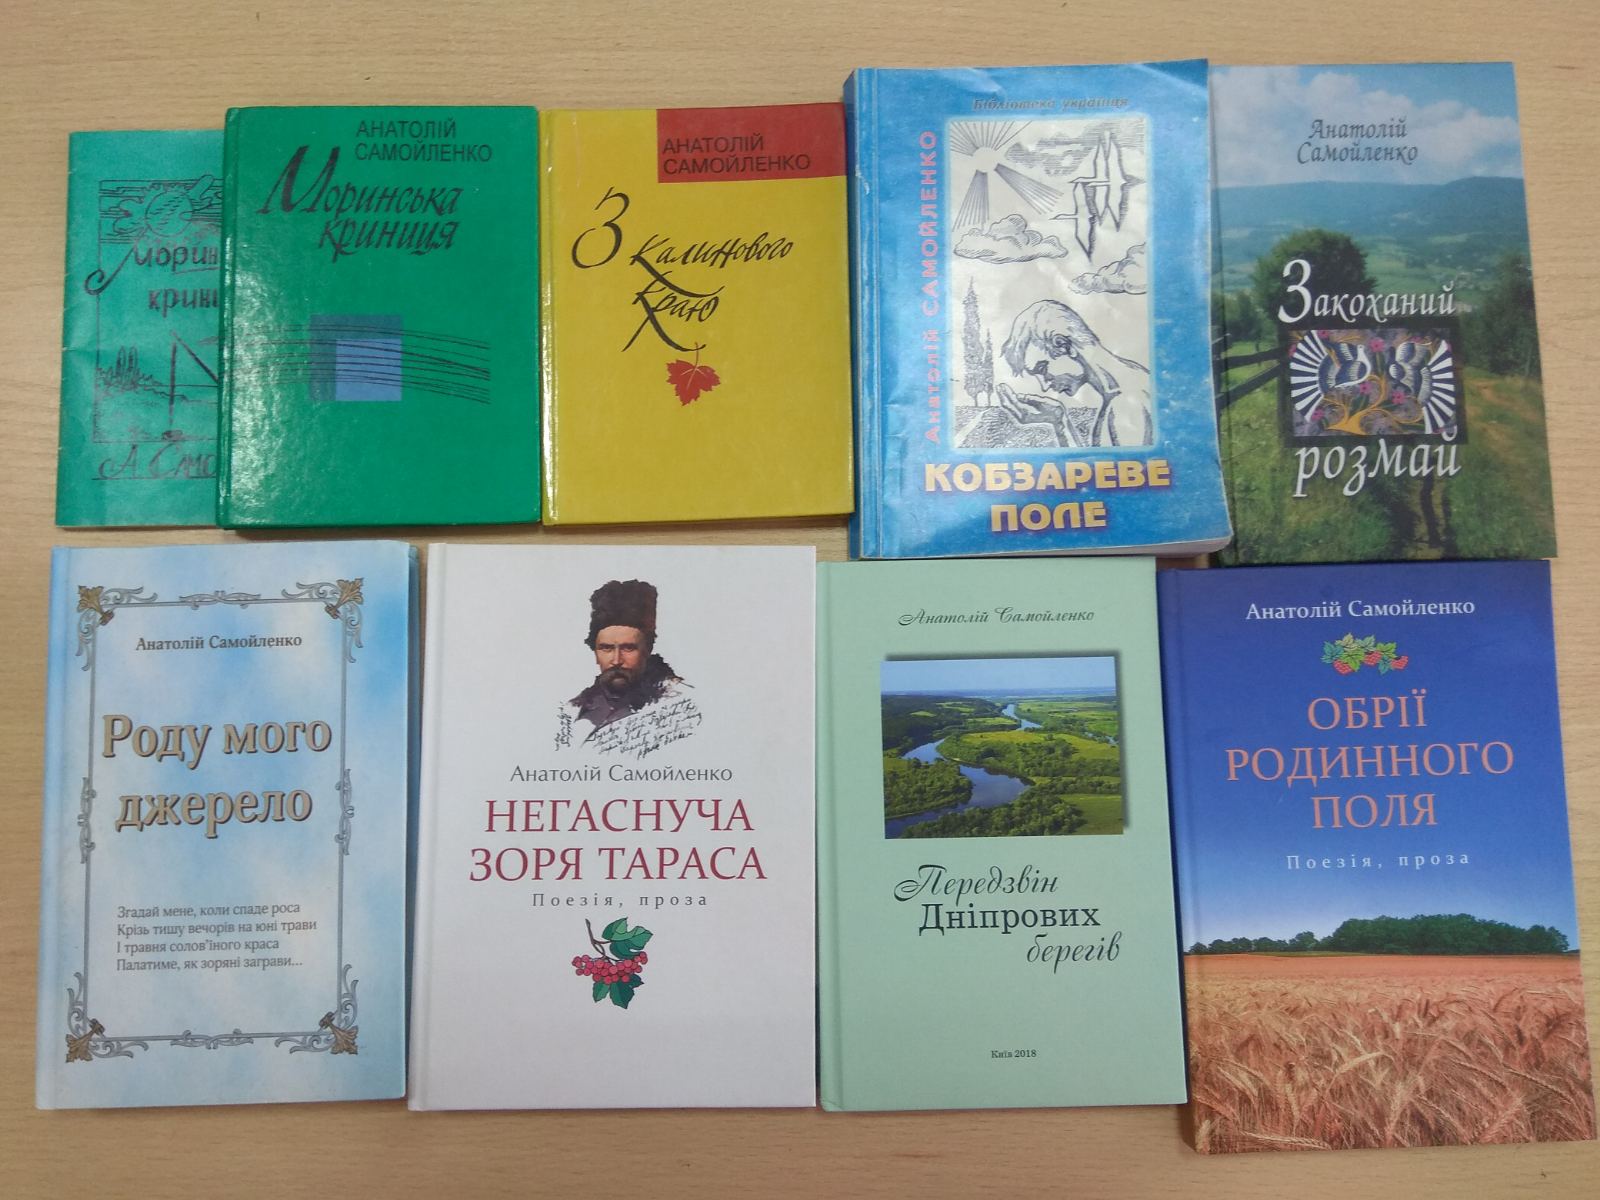 АНАТОЛІЙ
САМОЙЛЕНКО
Моринська
криниця
АНАТОЛІЙ
САМОЙЛЕНКО
З калинового
краю
Бібліотека українця
Анатолій САМОЙЛЕНКО
КОБЗАРЕВЕ
ПОЛЕ
Анатолій
Самойленко
Закоханий
розмай
Анатолій Самойленко
Роду мого
джерело
Згадай мене, коли спаде роса
Крізь тишу вечорів на юні трави
І травня солов'їного краса
Палатиме, як зоряні заграви...
Анатолій Самойленко
НЕГАСНУЧА
ЗОРЯ ТАРАСА
Поезія, проза
Анатолій Самойленко
Передзвін
Дніпрових
берегів
Київ 2018
Анатолій Самойленко
ОБРІЇ
РОДИННОГО
ПОЛЯ
Поезія, проза